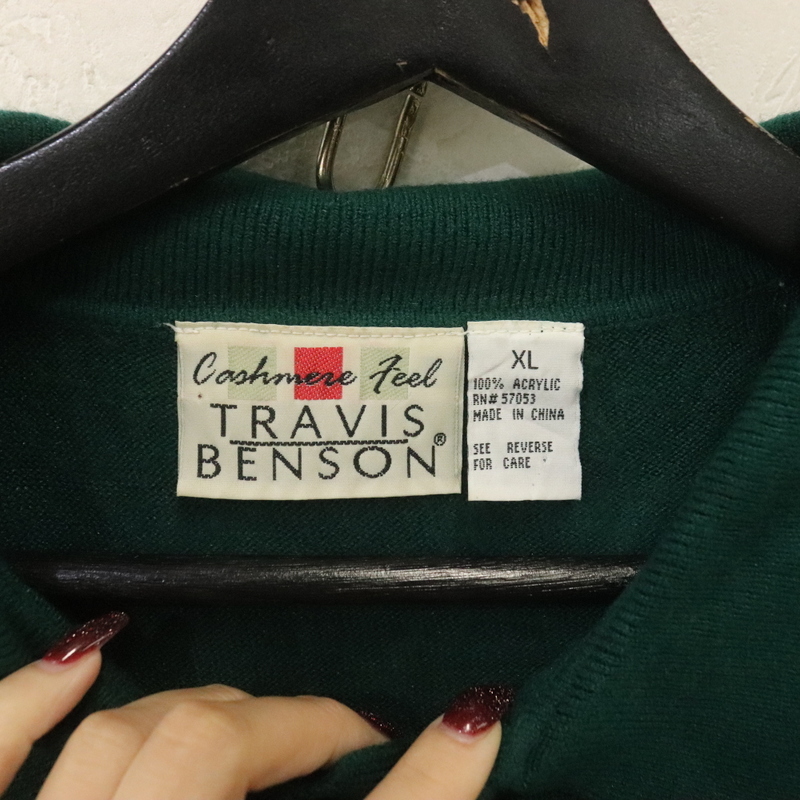 Cashmere Feel
TRAVIS
BENSON®
XL
100% ACRYLIC
RN# 57053
MADE IN CHINA
SEE REVERSE
FOR CARE